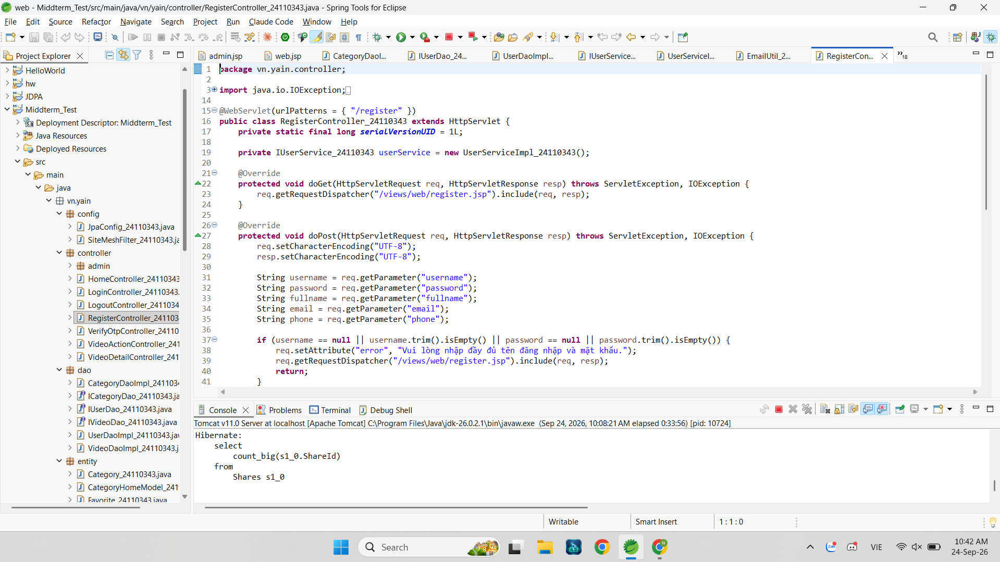 web - Middterm_Test/src/main/java/vn/yain/controller/RegisterController_24110343.java - Spring Tools for Eclipse
File Edit Source Refactor Navigate Search Project Run Claude Code Window Help
Project Explorer
HelloWorld
hw
JDPA
Middterm_Test
Deployment Descriptor: Middterm_Test
Java Resources
Deployed Resources
src
main
java
vn.yain
config
JpaConfig_24110343.java
SiteMeshFilter_24110343.ja
controller
admin
HomeController_24110343
LoginController_24110343.
LogoutController_2411034
RegisterController_241103
VerifyOtpController_24110
VideoActionController_241
VideoDetailController_241
dao
CategoryDaoImpl_2411034
ICategoryDao_24110343.ja
IUserDao_24110343.java
IVideoDao_24110343.java
UserDaoImpl_24110343.jav
VideoDaoImpl_24110343.j
entity
Category_24110343.java
CategoryHomeModel_241
Favorite_24110343.java
admin.jsp web.jsp CategoryDaoI... IUserDao_24... UserDaoImpl... IUserService... UserServiceI... EmailUtil_2... RegisterCon... »18
1 package vn.yain.controller;
2
3 import java.io.IOException;
14
15 @WebServlet(urlPatterns = { "/register" })
16 public class RegisterController_24110343 extends HttpServlet {
17 private static final long serialVersionUID = 1L;
18
19 private IUserService_24110343 userService = new UserServiceImpl_24110343();
20
21 @Override
22 protected void doGet(HttpServletRequest req, HttpServletResponse resp) throws ServletException, IOException {
23 req.getRequestDispatcher("/views/web/register.jsp").include(req, resp);
24 }
25
26 @Override
27 protected void doPost(HttpServletRequest req, HttpServletResponse resp) throws ServletException, IOException {
28 req.setCharacterEncoding("UTF-8");
29 resp.setCharacterEncoding("UTF-8");
30
31 String username = req.getParameter("username");
32 String password = req.getParameter("password");
33 String fullname = req.getParameter("fullname");
34 String email = req.getParameter("email");
35 String phone = req.getParameter("phone");
36
37 if (username == null || username.trim().isEmpty() || password == null || password.trim().isEmpty()) {
38 req.setAttribute("error", "Vui lòng nhập đầy đủ tên đăng nhập và mật khẩu.");
39 req.getRequestDispatcher("/views/web/register.jsp").include(req, resp);
40 return;
41 }
Console Problems Terminal Debug Shell
Tomcat v11.0 Server at localhost [Apache Tomcat] C:\Program Files\Java\jdk-26.0.2.1\bin\javaw.exe (Sep 24, 2026, 10:08:21 AM elapsed 0:33:56) [pid: 10724]
Hibernate:
select
count_big(s1_0.ShareId)
from
Shares s1_0
Writable Smart Insert 1 : 1 : 0
Search
VIE
10:42 AM
24-Sep-26